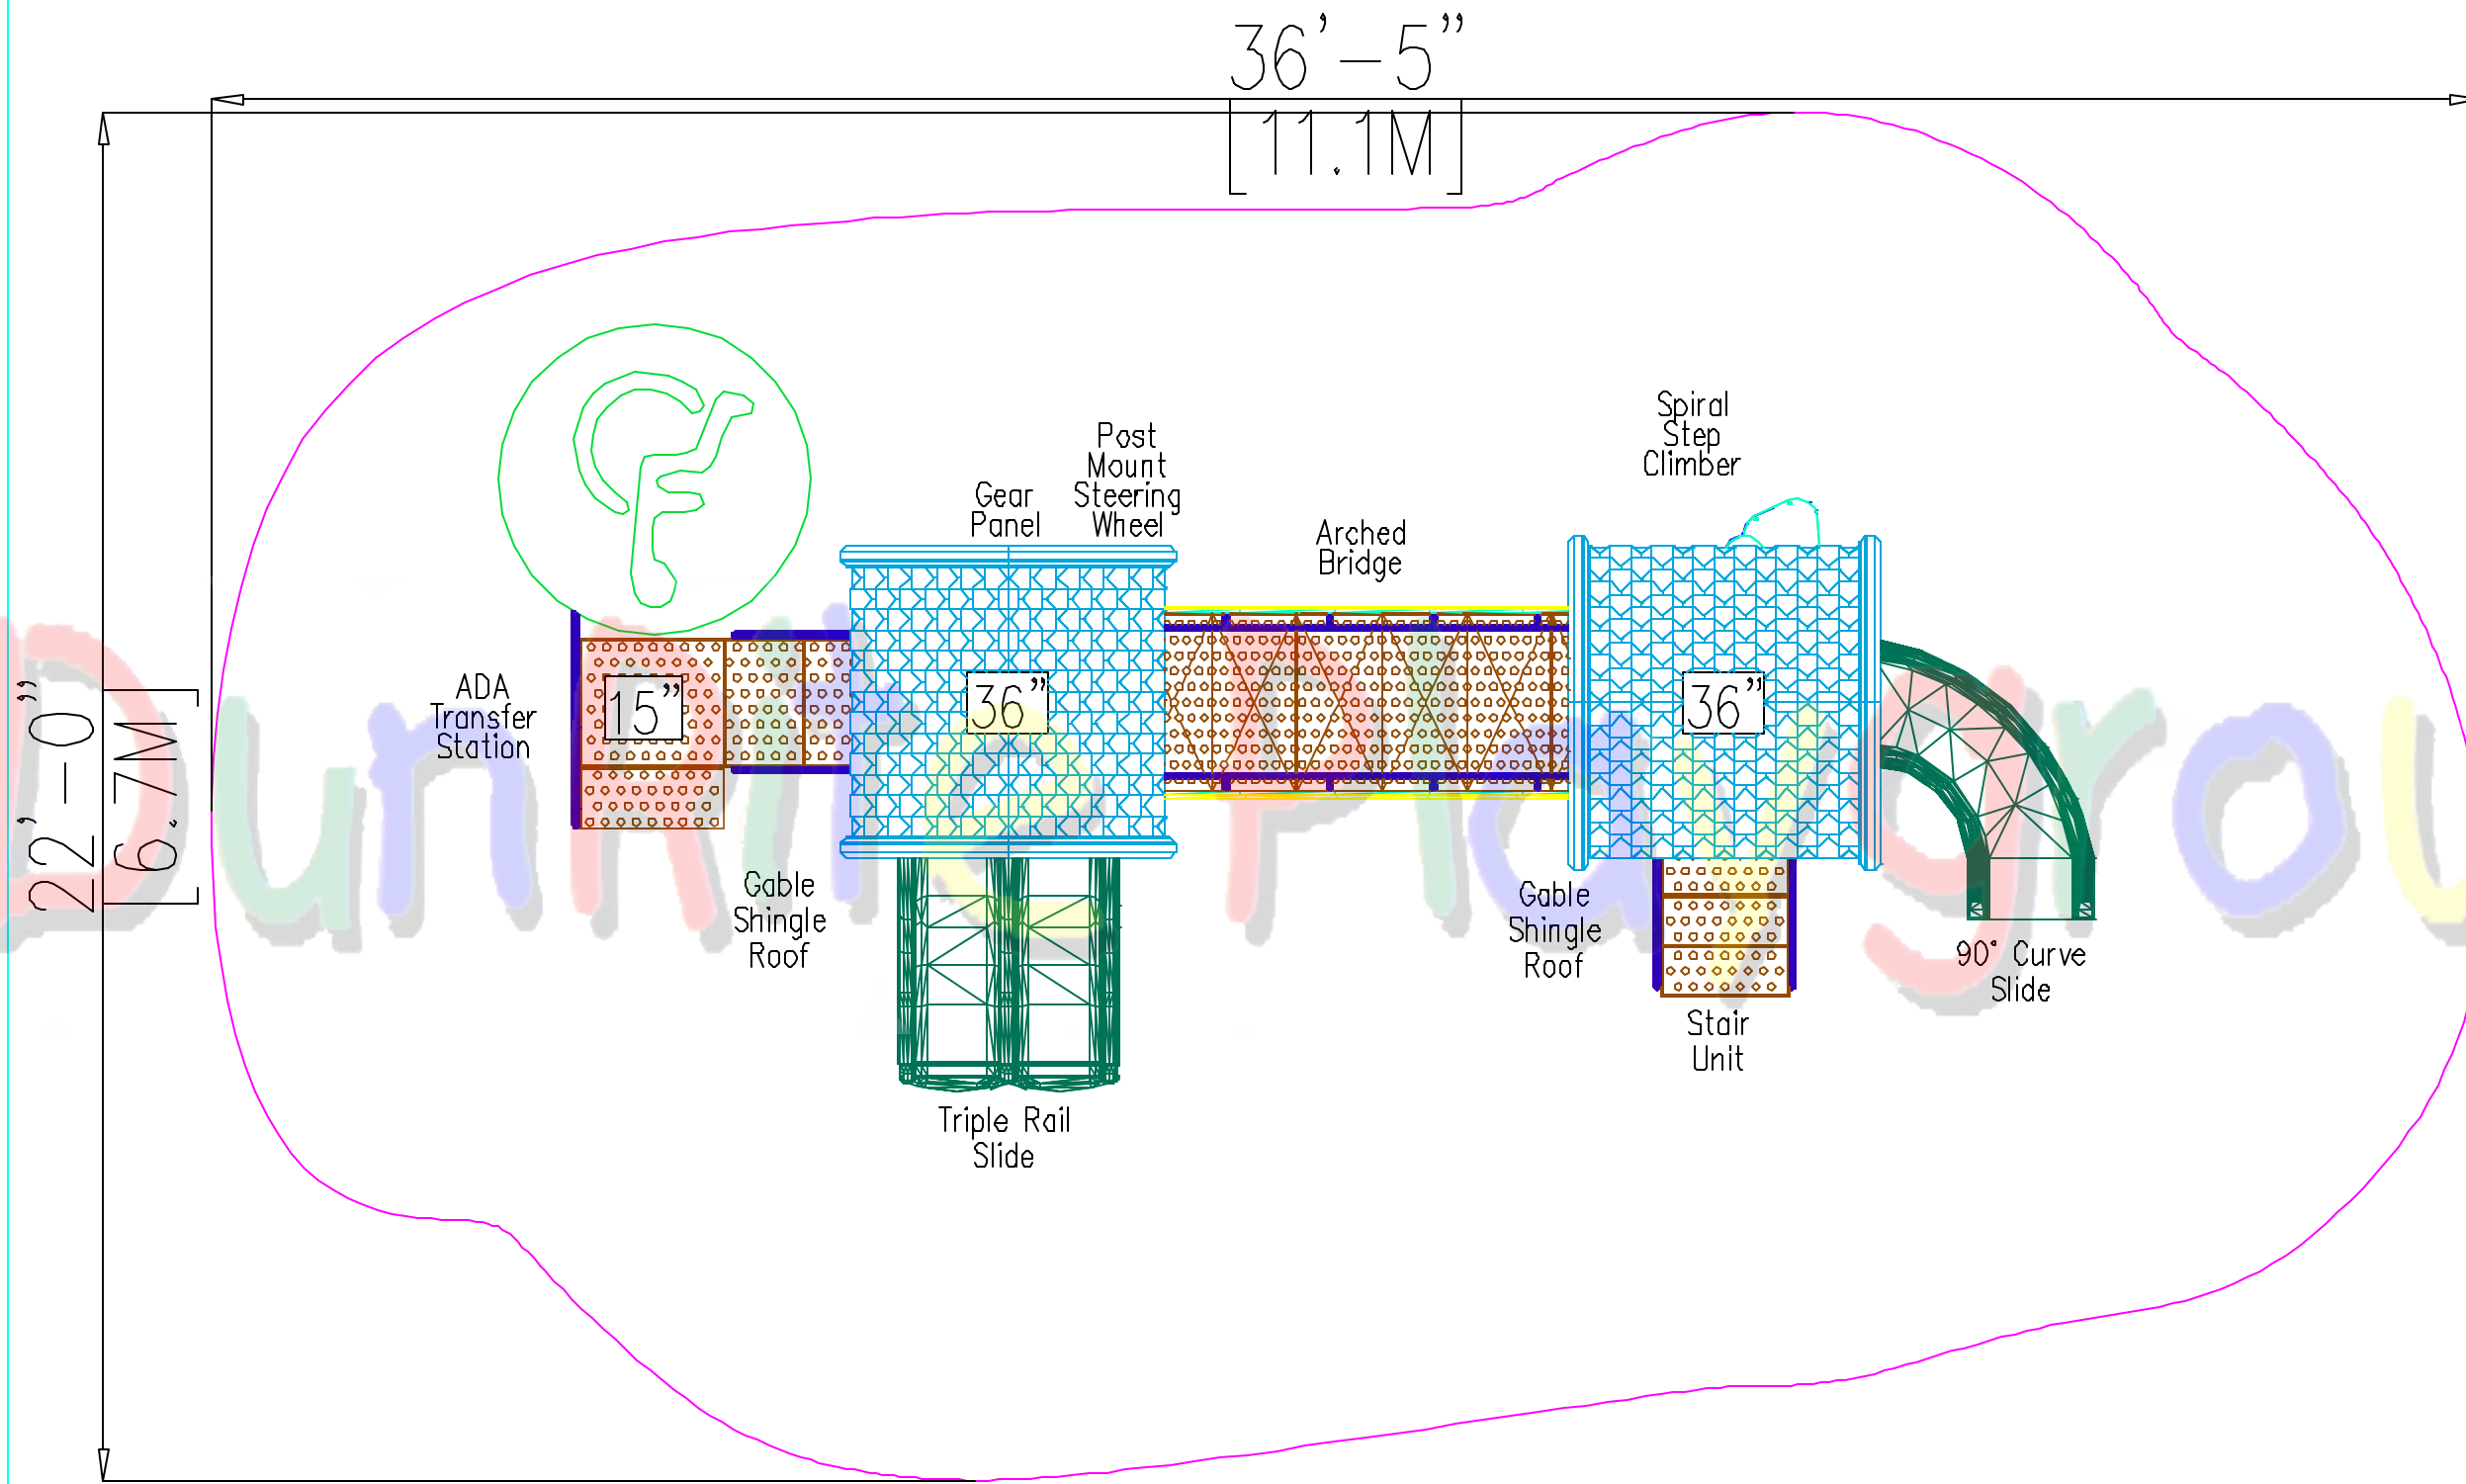 36'-5"
[11.1M]
22'-0"
[6.7M]
Spiral
Step
Climber
Post
Mount
Steering
Wheel
Gear
Panel
Arched
Bridge
ADA
Transfer
Station
15"
36"
36"
Gable
Shingle
Roof
Gable
Shingle
Roof
90° Curve
Slide
Stair
Unit
Triple Rail
Slide
DunRite Playgrou